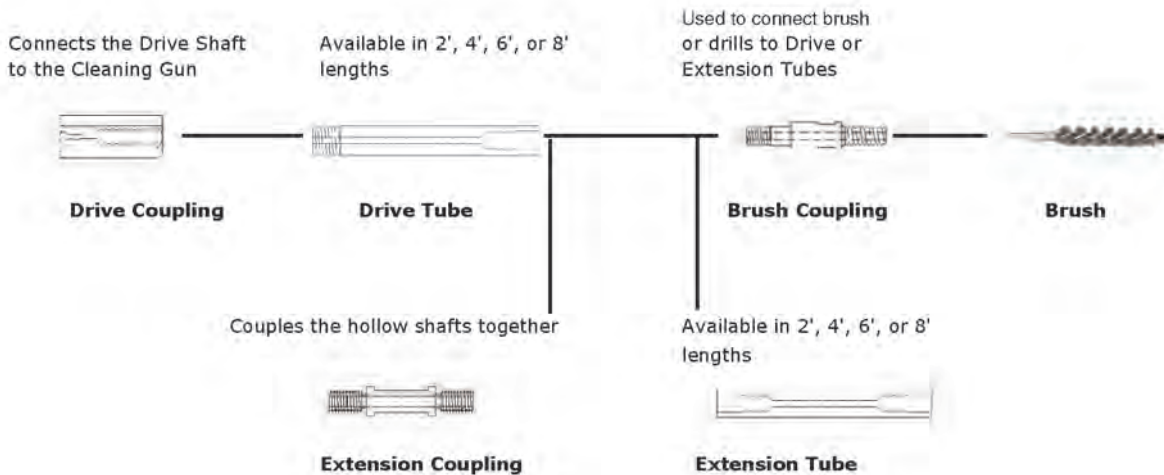 Connects the Drive Shaft
to the Cleaning Gun
Available in 2', 4', 6', or 8'
lengths
Used to connect brush
or drills to Drive or
Extension Tubes
Drive Coupling
Drive Tube
Brush Coupling
Brush
Couples the hollow shafts together
Available in 2', 4', 6', or 8'
lengths
Extension Coupling
Extension Tube